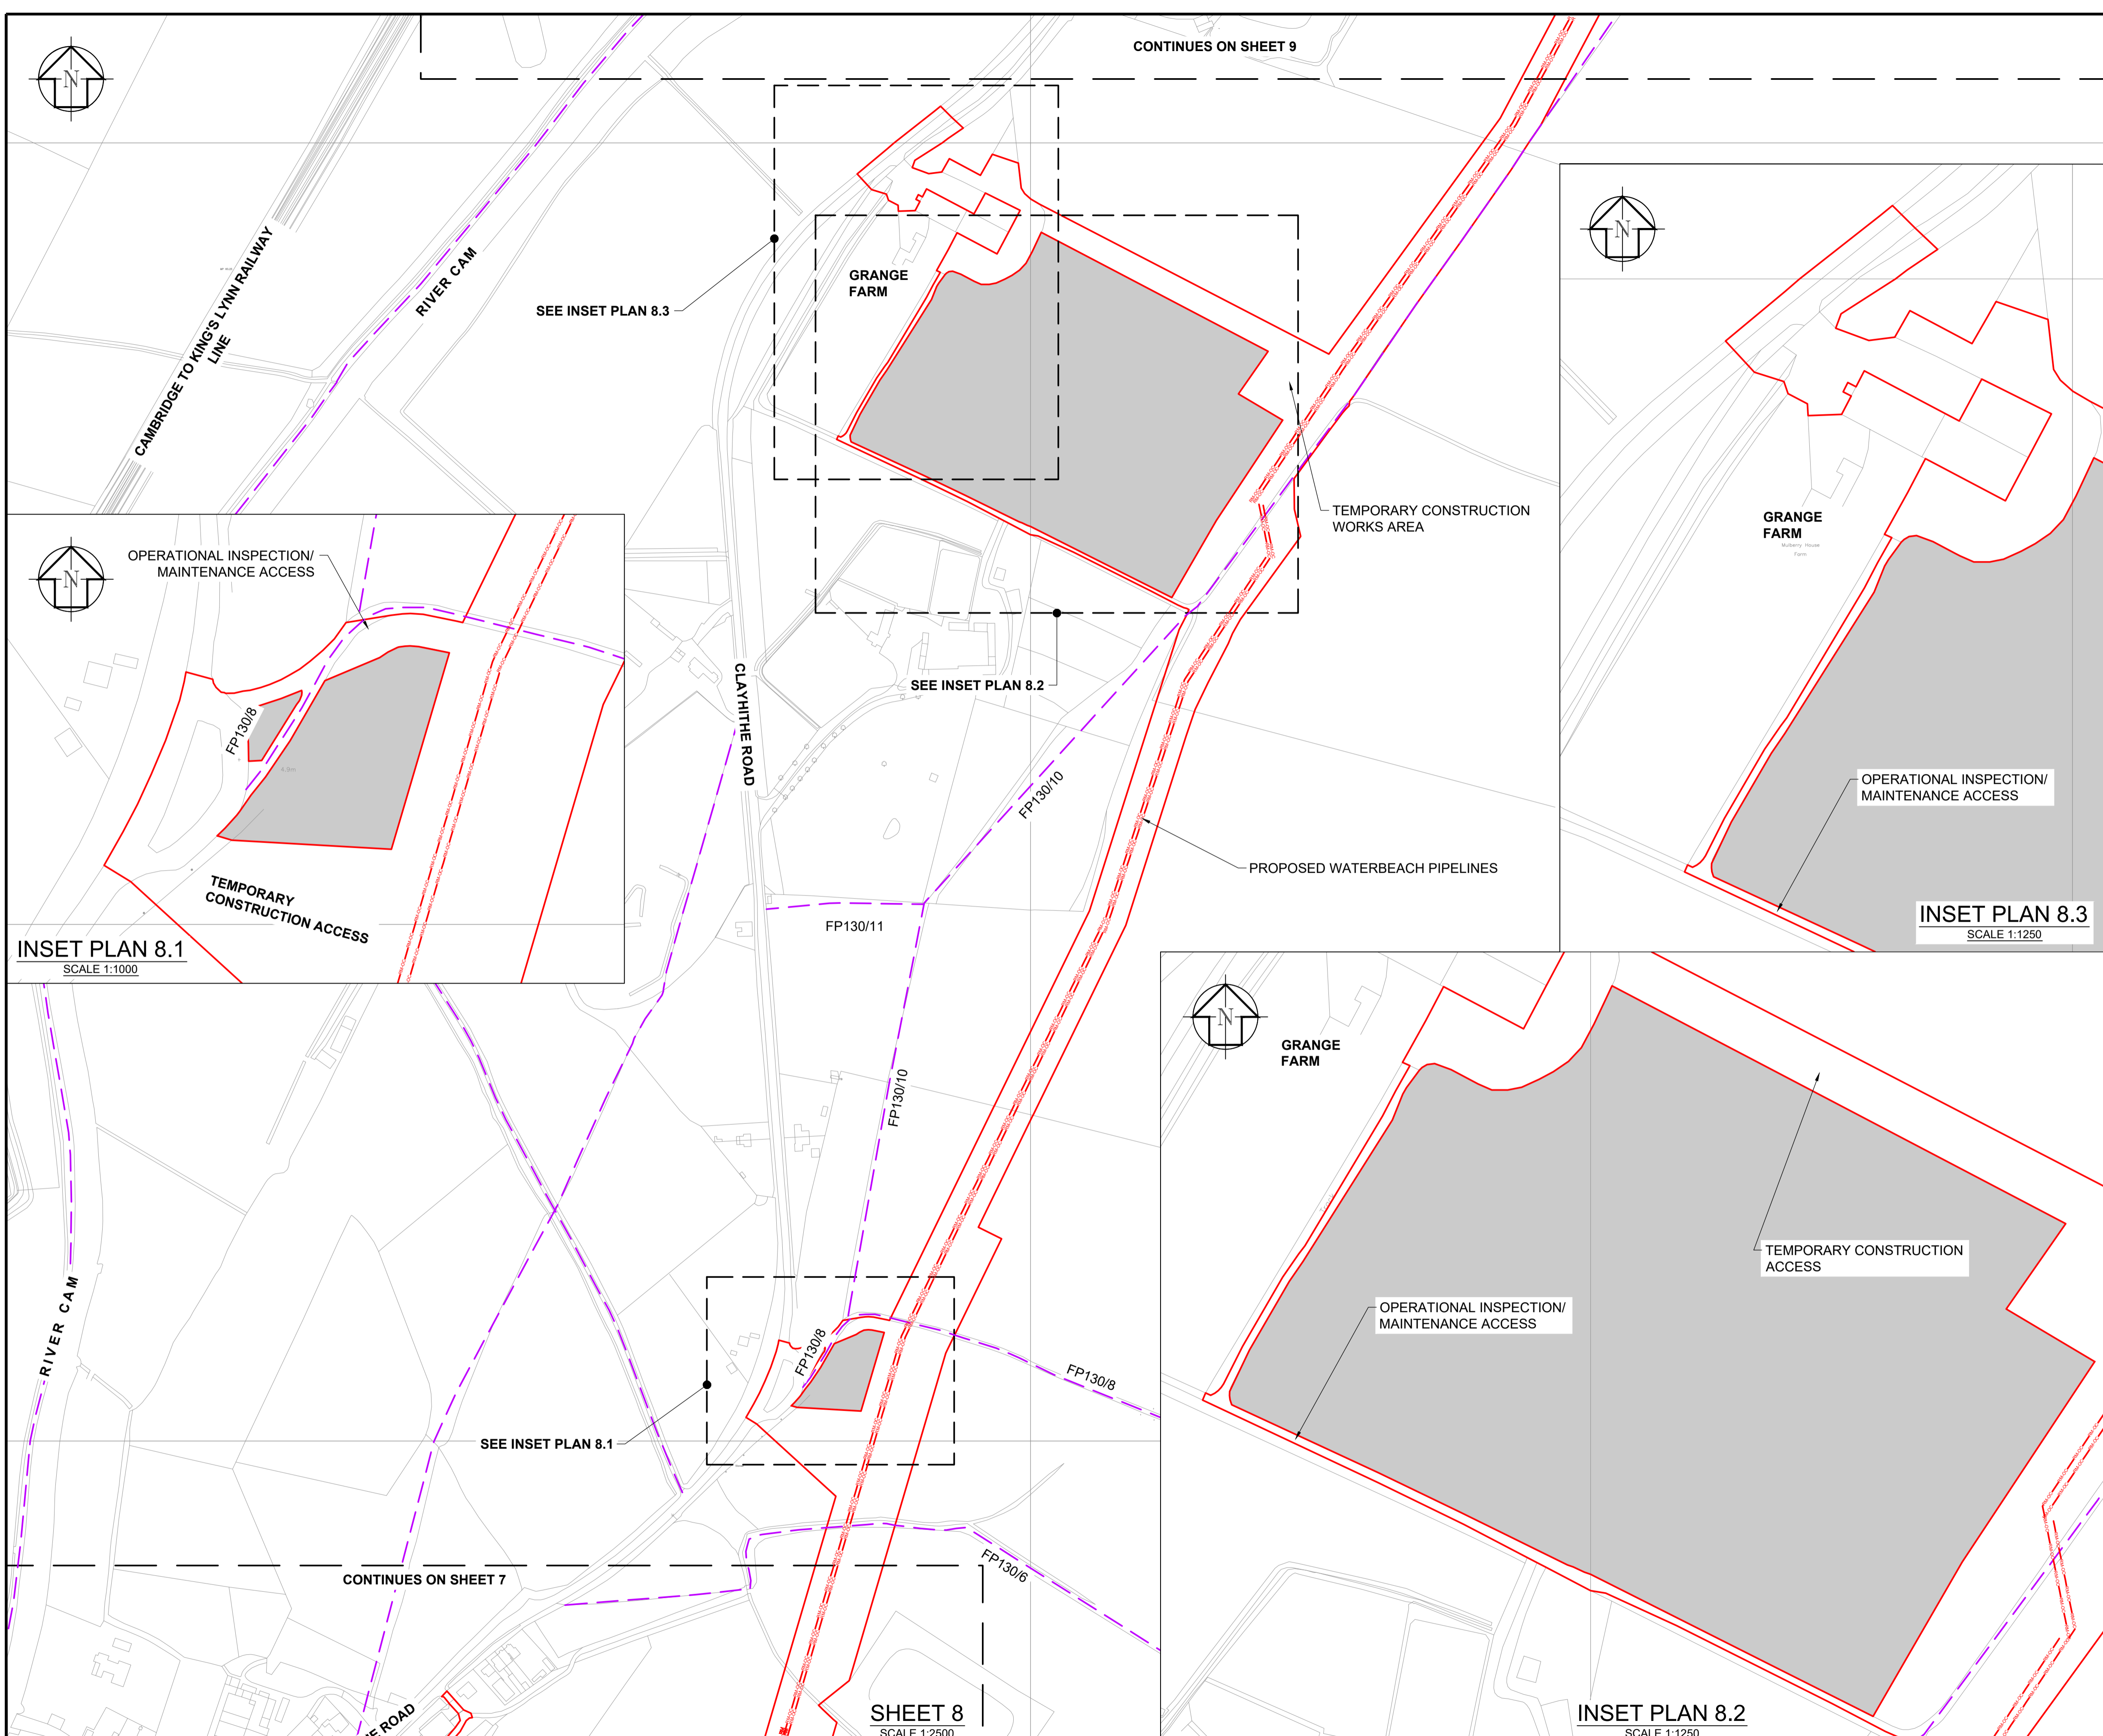 CONTINUES ON SHEET 9
N
CAMBRIDGE TO KING'S LYNN RAILWAY
LINE
RIVER CAM
SEE INSET PLAN 8.3
GRANGE
FARM
TEMPORARY CONSTRUCTION
WORKS AREA
SEE INSET PLAN 8.2
CLAYHITHE ROAD
FP130/10
PROPOSED WATERBEACH PIPELINES
FP130/11
FP130/10
FP130/8
FP130/8
SEE INSET PLAN 8.1
RIVER CAM
CONTINUES ON SHEET 7
FP130/6
E ROAD
SHEET 8
SCALE 1:2500
N
OPERATIONAL INSPECTION/
MAINTENANCE ACCESS
FP130/8
TEMPORARY
CONSTRUCTION ACCESS
INSET PLAN 8.1
SCALE 1:1000
N
GRANGE
FARM
Mulberry House
Farm
OPERATIONAL INSPECTION/
MAINTENANCE ACCESS
INSET PLAN 8.3
SCALE 1:1250
N
GRANGE
FARM
TEMPORARY CONSTRUCTION
ACCESS
OPERATIONAL INSPECTION/
MAINTENANCE ACCESS
INSET PLAN 8.2
SCALE 1:1250